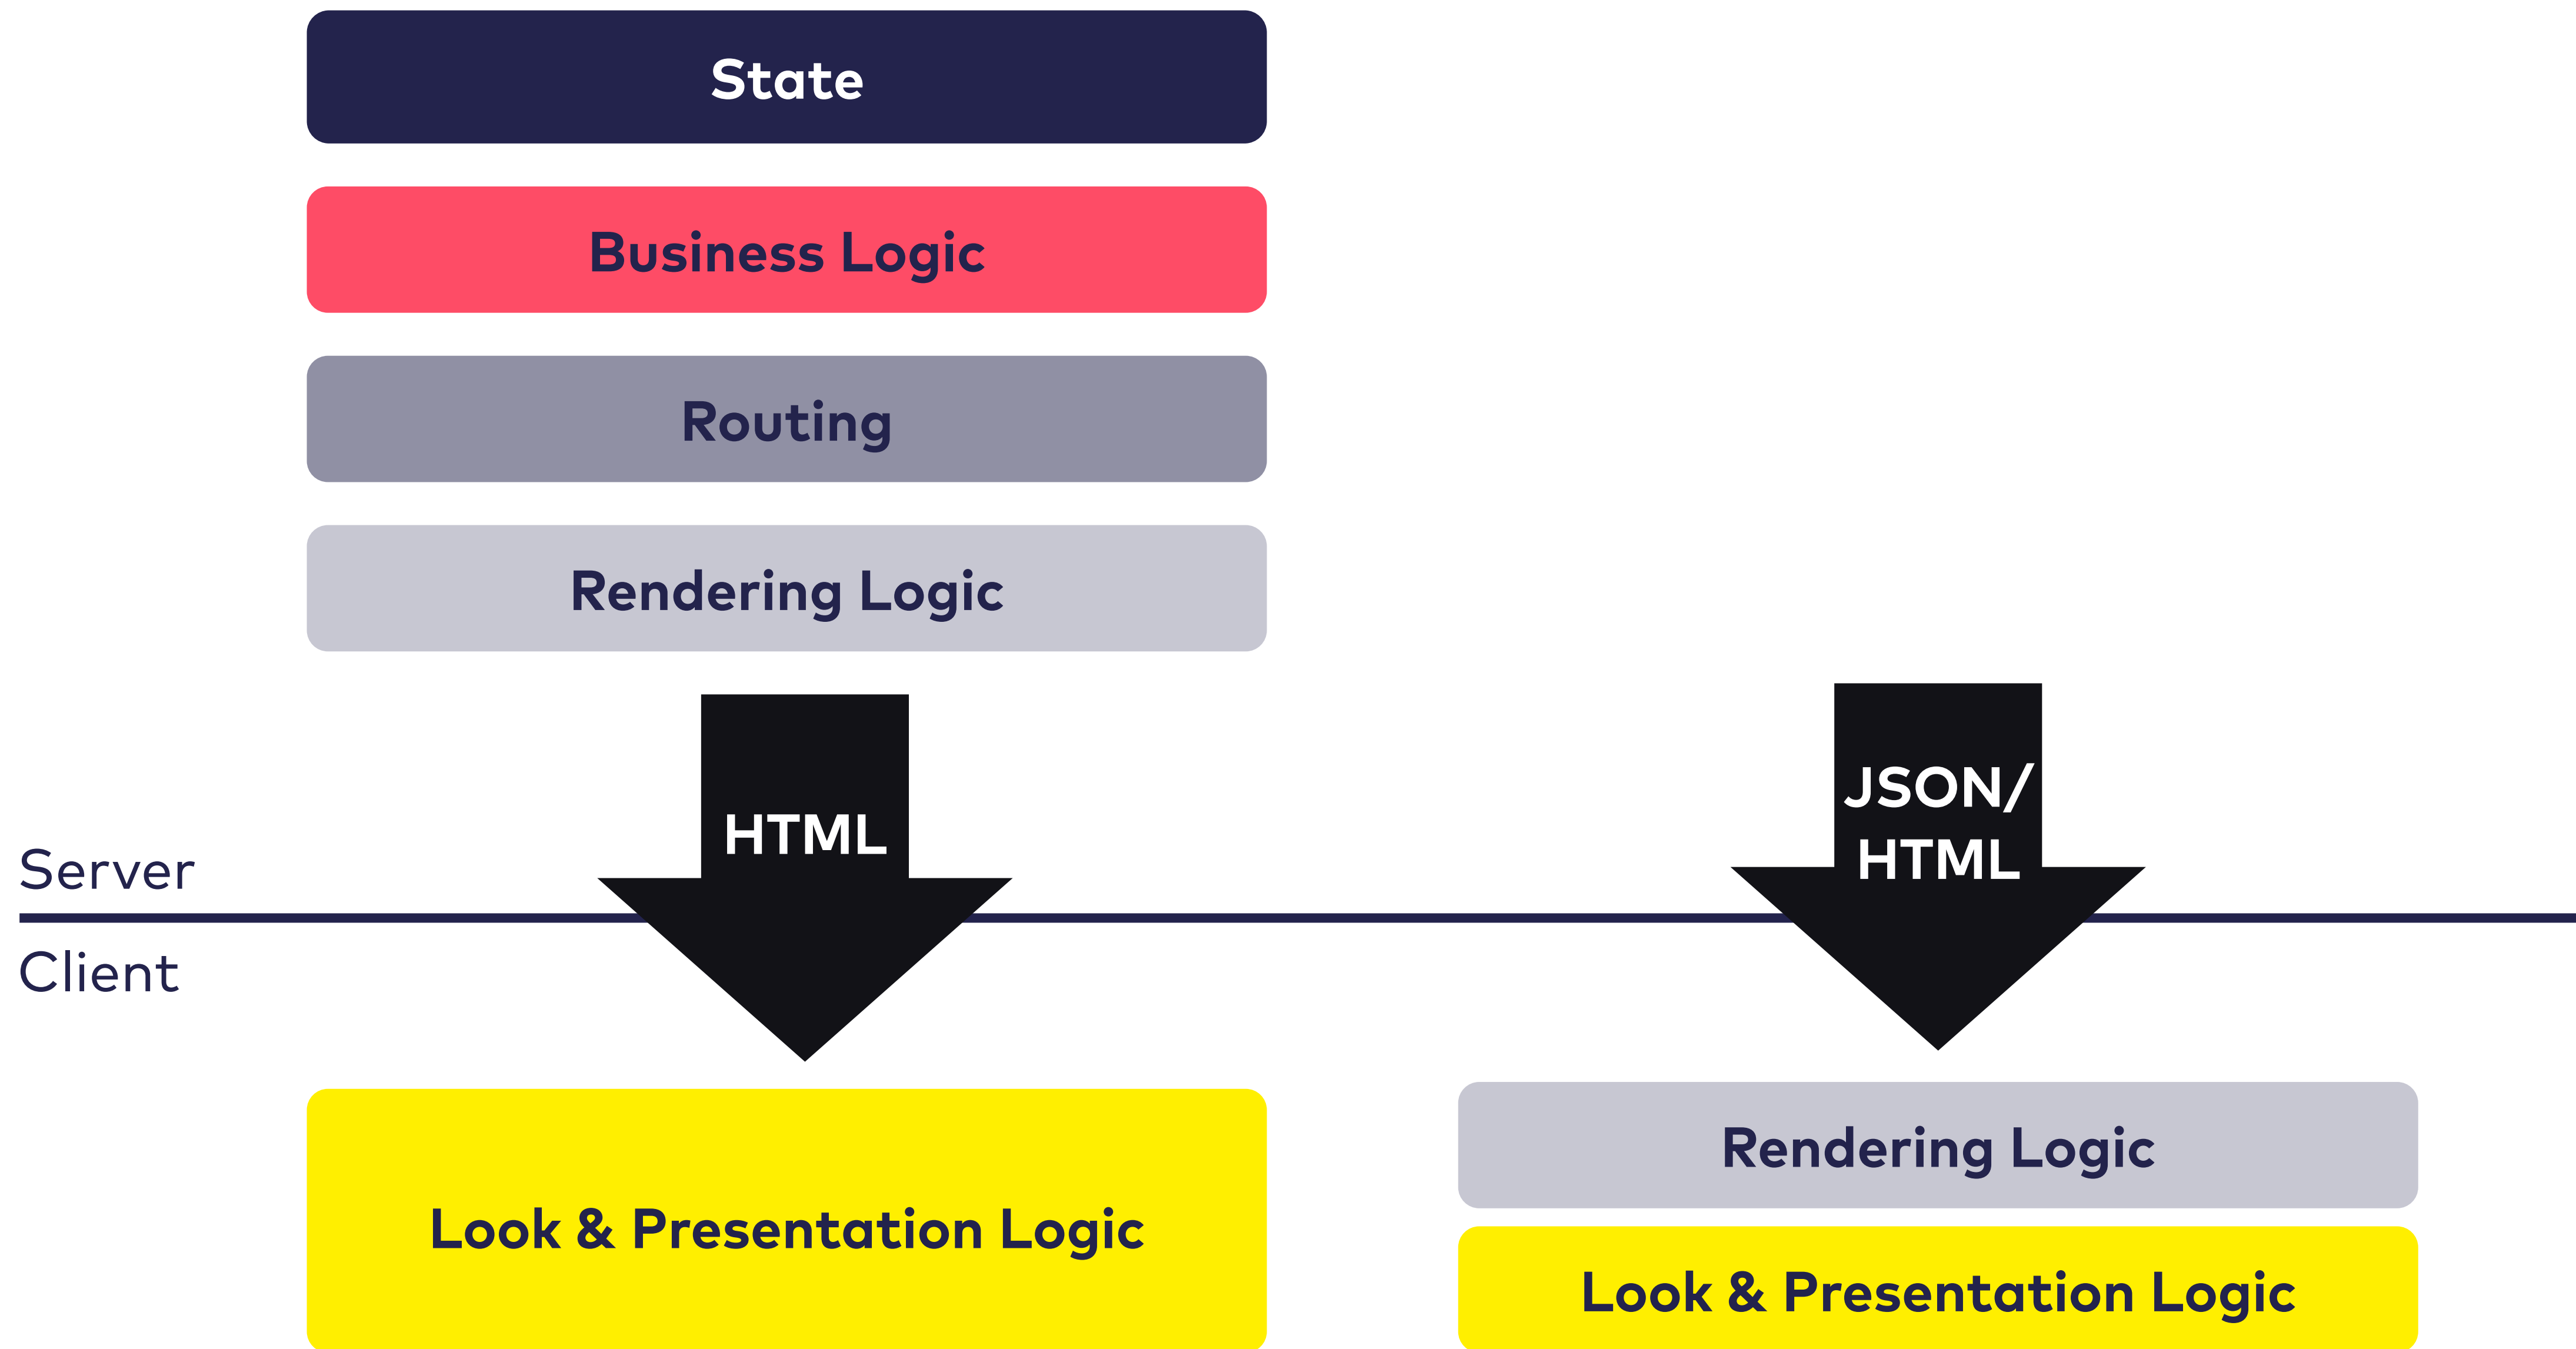 State
Business Logic
Routing
Rendering Logic
HTML
JSON/
HTML
Server
Client
Look & Presentation Logic
Rendering Logic
Look & Presentation Logic